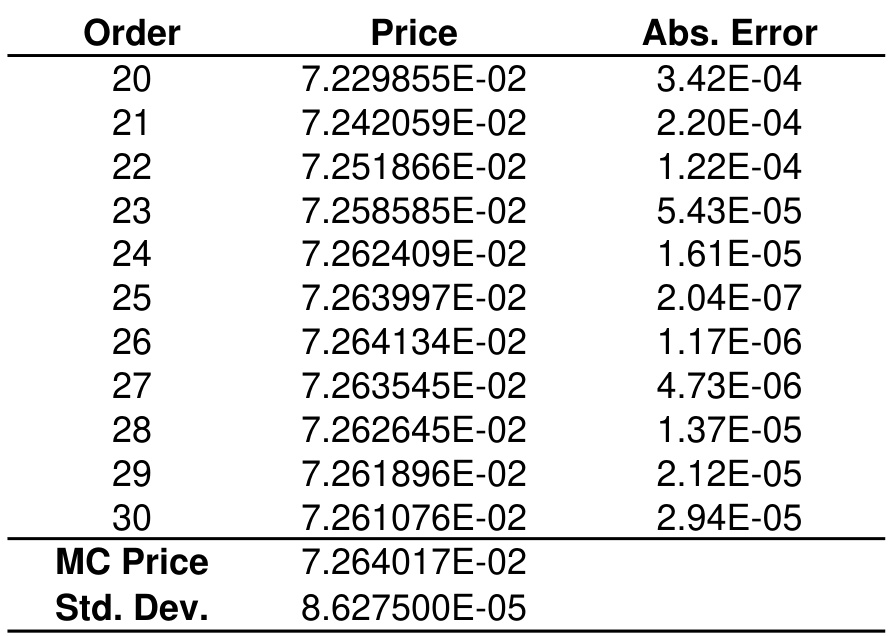 Order Price Abs. Error
20 7.229855E-02 3.42E-04
21 7.242059E-02 2.20E-04
22 7.251866E-02 1.22E-04
23 7.258585E-02 5.43E-05
24 7.262409E-02 1.61E-05
25 7.263997E-02 2.04E-07
26 7.264134E-02 1.17E-06
27 7.263545E-02 4.73E-06
28 7.262645E-02 1.37E-05
29 7.261896E-02 2.12E-05
30 7.261076E-02 2.94E-05
MC Price 7.264017E-02
Std. Dev. 8.627500E-05